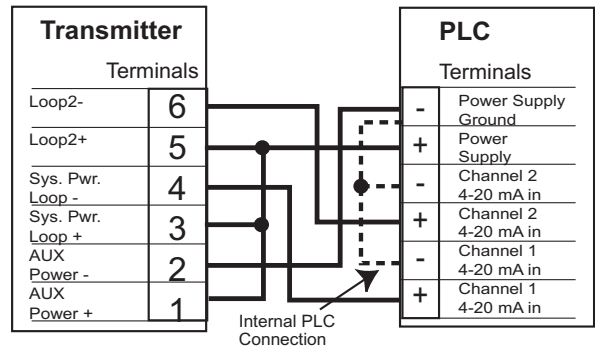 Transmitter
Terminals
Loop2-
6
Loop2+
5
Sys. Pwr.
Loop -
4
Sys. Pwr.
Loop +
3
AUX
Power -
2
AUX
Power +
1
PLC
Terminals
-
Power Supply
Ground
+
Power
Supply
-
Channel 2
4-20 mA in
+
Channel 2
4-20 mA in
-
Channel 1
4-20 mA in
+
Channel 1
4-20 mA in
Internal PLC
Connection